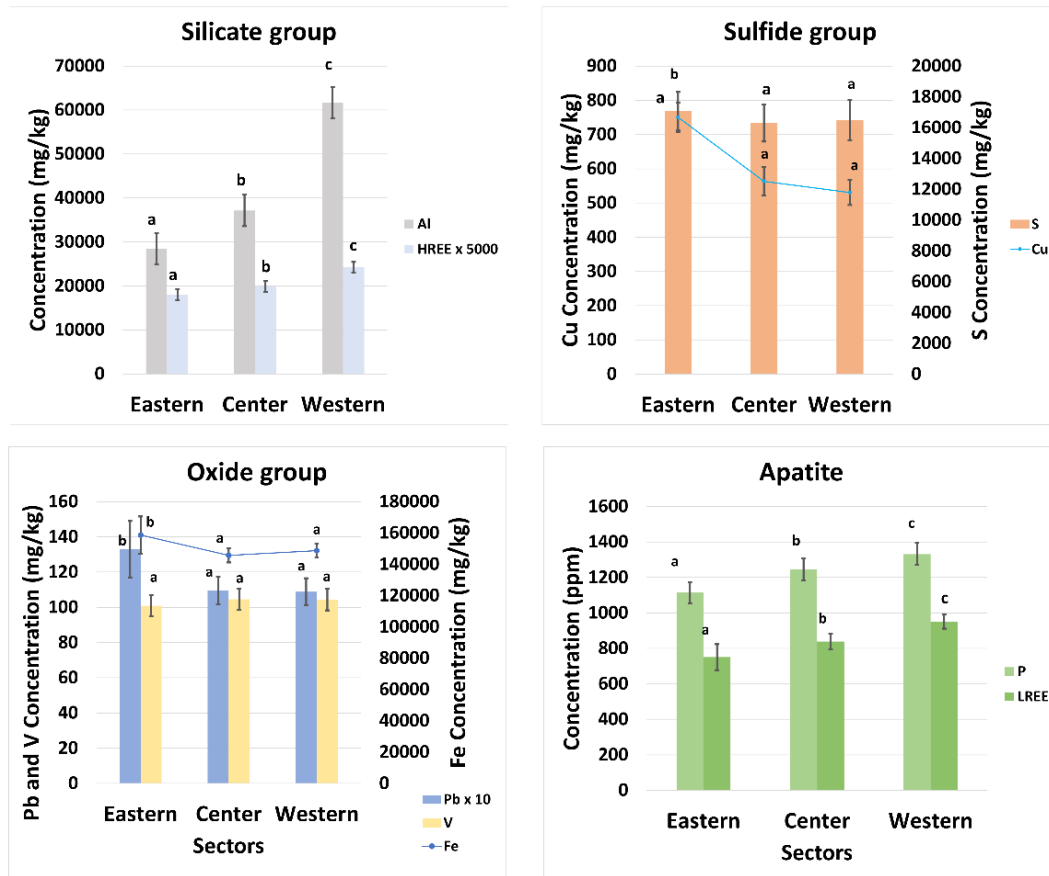 Silicate group
Concentration (mg/kg)
70000
60000
50000
40000
30000
20000
10000
0
a
a
b
b
c
c
Eastern Center Western
Al
HREE x 5000
Sulfide group
Cu Concentration (mg/kg)
900
800
700
600
500
400
300
200
100
0
a
b
a
a
a
a
20000
18000
16000
14000
12000
10000
8000
6000
4000
2000
0
S Concentration (mg/kg)
Eastern Center Western
S
Cu
Oxide group
Pb and V Concentration (mg/kg)
160
140
120
100
80
60
40
20
0
b
b
a
a
a
a
a
a
a
180000
160000
140000
120000
100000
80000
60000
40000
20000
0
Fe Concentration (mg/kg)
Eastern Center Western
Sectors
Pb x 10
V
Fe
Apatite
Concentration (ppm)
1600
1400
1200
1000
800
600
400
200
0
a
a
b
b
c
c
Eastern Center Western
Sectors
P
LREE